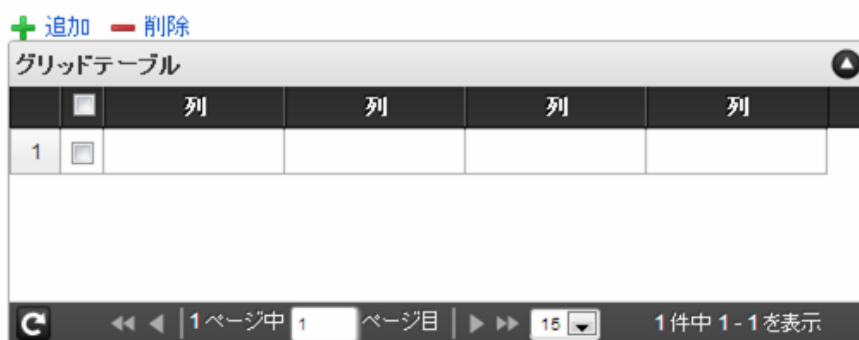 追加 削除
グリッドテーブル
列 列 列 列
1
1 ページ中 1 ページ目 15 1 件中 1 - 1 を表示